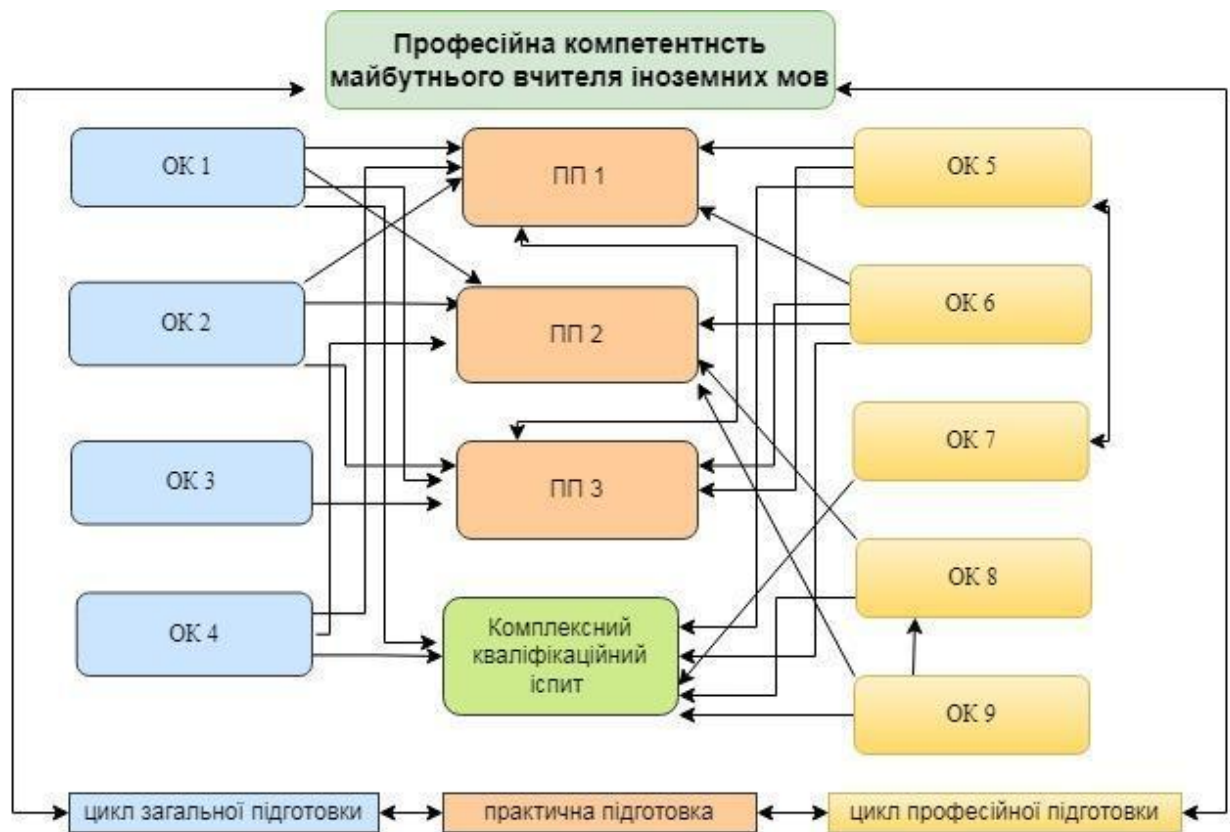 Професійна компетентнсть
майбутнього вчителя іноземних мов
ОК 1
ПП 1
ОК 5
ОК 2
ПП 2
ОК 6
ОК 3
ПП 3
ОК 7
ОК 4
Комплексний
кваліфікаційний
іспит
ОК 8
ОК 9
цикл загальної підготовки
практична підготовка
цикл професійної підготовки